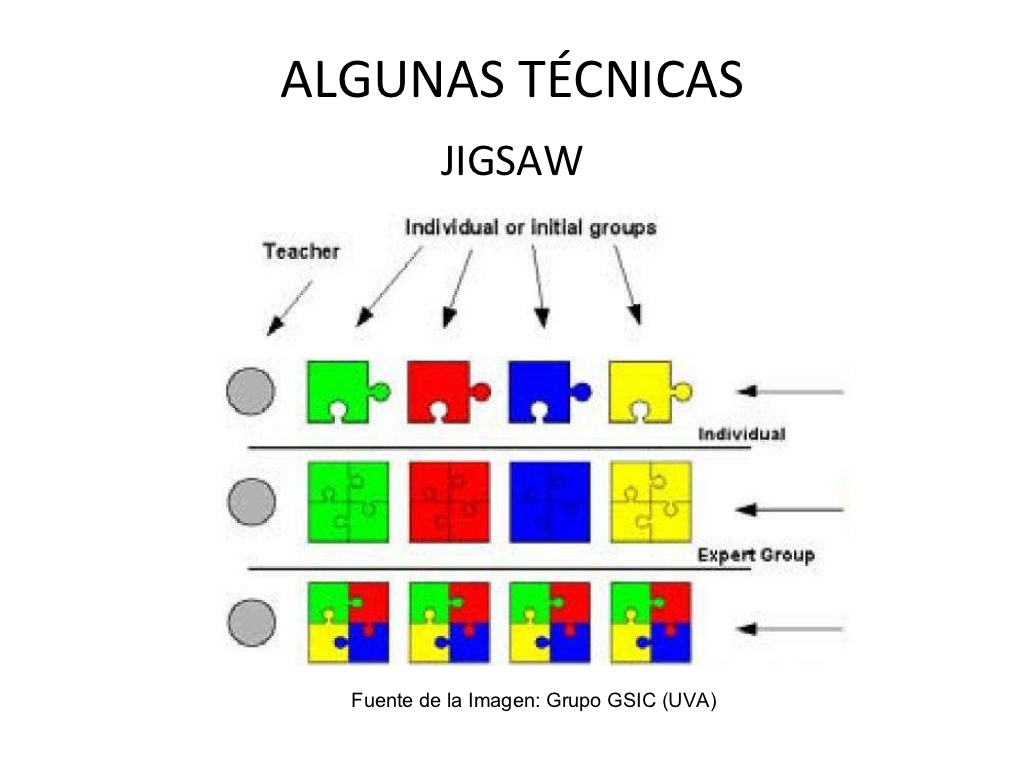 ALGUNAS TÉCNICAS
JIGSAW
Individual or initial groups
Teacher
Individual
Expert Group
Fuente de la Imagen: Grupo GSIC (UVA)